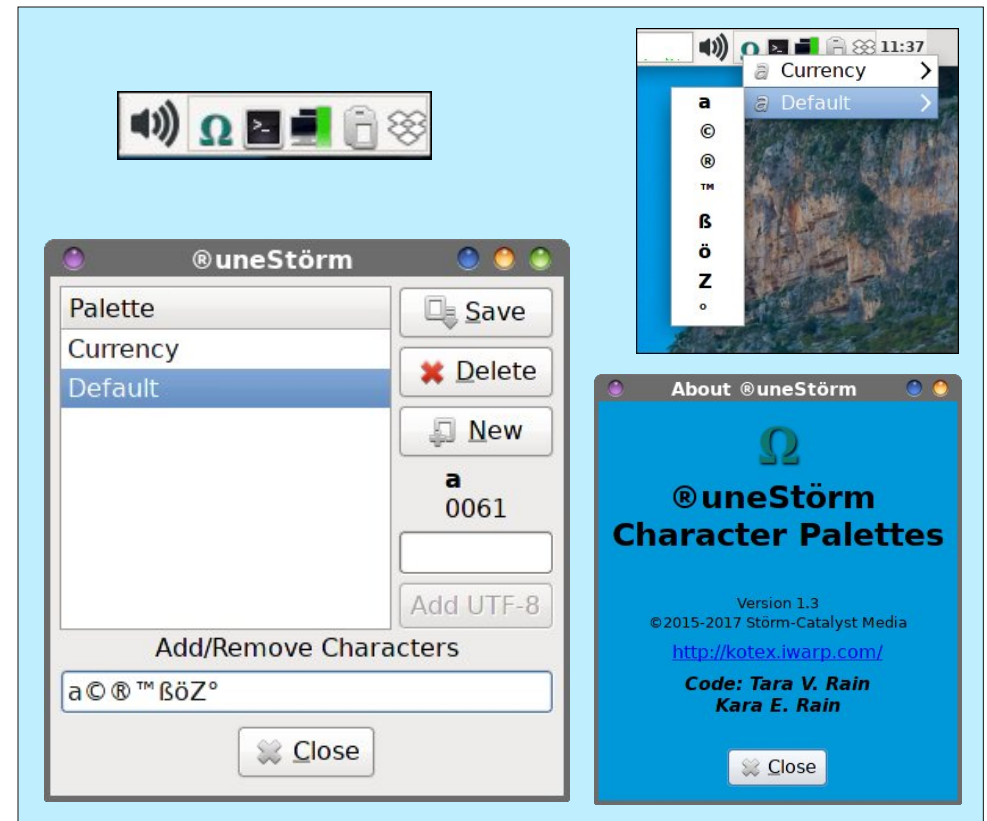 Ω
11:37
Currency
Default
a
©
®
™
ß
ö
Z
°
®uneStörm
Palette
Currency
Default
Save
Delete
New
a
0061
Add UTF-8
Add/Remove Characters
a©®™ßöZ°
Close
About ®uneStörm
Ω
®uneStörm
Character Palettes
Version 1.3
©2015-2017 Störm-Catalyst Media
http://kotex.iwarp.com/
Code: Tara V. Rain
Kara E. Rain
Close